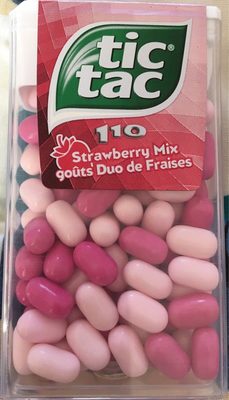 tic®
tac
110
Strawberry Mix
goûts Duo de Fraises